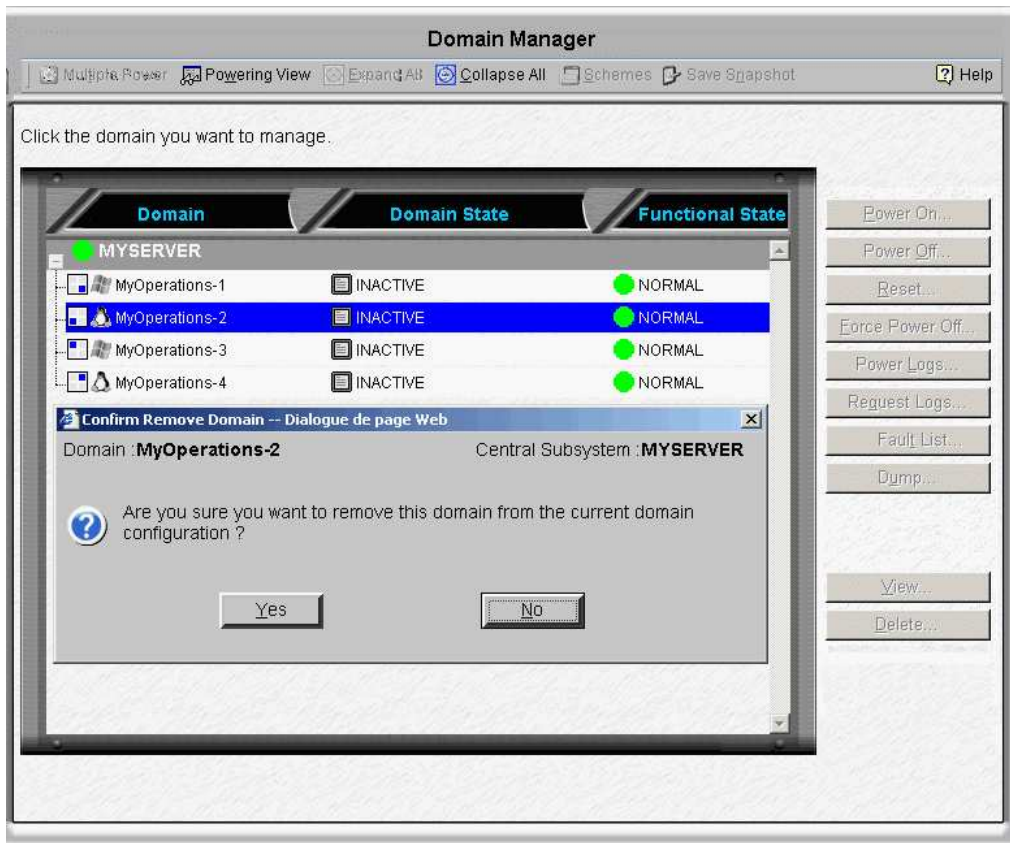 Domain Manager
Multiple Power Powering View Expand All Collapse All Schemes Save Snapshot Help
Click the domain you want to manage.
Domain Domain State Functional State
MYSERVER
MyOperations-1 INACTIVE NORMAL
MyOperations-2 INACTIVE NORMAL
MyOperations-3 INACTIVE NORMAL
MyOperations-4 INACTIVE NORMAL
Confirm Remove Domain -- Dialogue de page Web
Domain :MyOperations-2 Central Subsystem :MYSERVER
Are you sure you want to remove this domain from the current domain
configuration ?
Yes No
Power On...
Power Off...
Reset...
Force Power Off...
Power Logs...
Request Logs...
Fault List...
Dump...
View...
Delete...